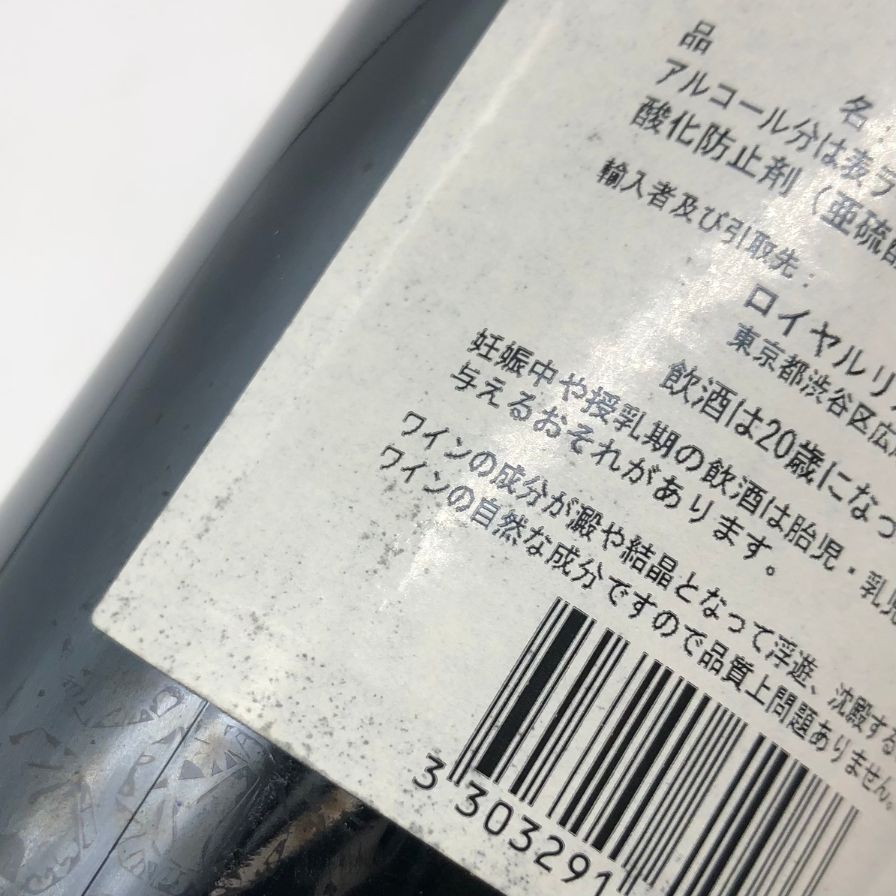 品 名
アルコール分は表ラ
酸化防止剤（亜硫酸
輸入者及び引取先：
ロイヤルリ
東京都渋谷区広
飲酒は20歳になっ
妊娠中や授乳期の飲酒は胎児・乳児
与えるおそれがあります。
ワインの成分が澱や結晶となって浮遊、沈殿する
ワインの自然な成分ですので品質上問題ありません。
3 303291